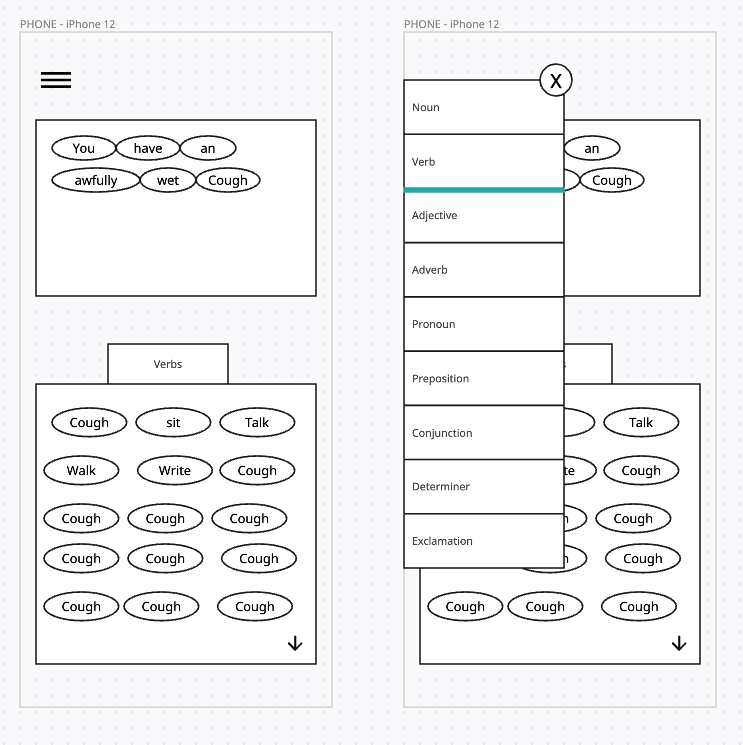 PHONE - iPhone 12
You have an
awfully wet Cough
Verbs
Cough sit Talk
Walk Write Cough
Cough Cough Cough
Cough Cough Cough
Cough Cough Cough
PHONE - iPhone 12
X
Noun
Verb
Adjective
Adverb
Pronoun
Preposition
Conjunction
Determiner
Exclamation
an
Cough
Talk
Cough
Cough
Cough
Cough Cough Cough